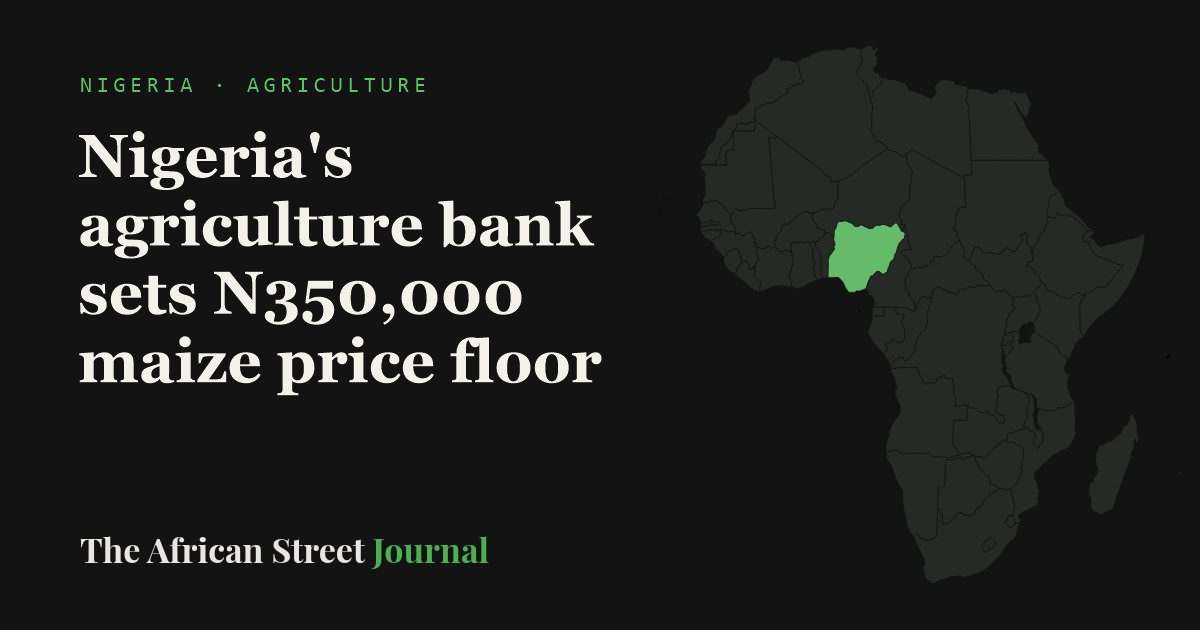 NIGERIA · AGRICULTURE
Nigeria's
agriculture bank
sets N350,000
maize price floor
The African Street Journal